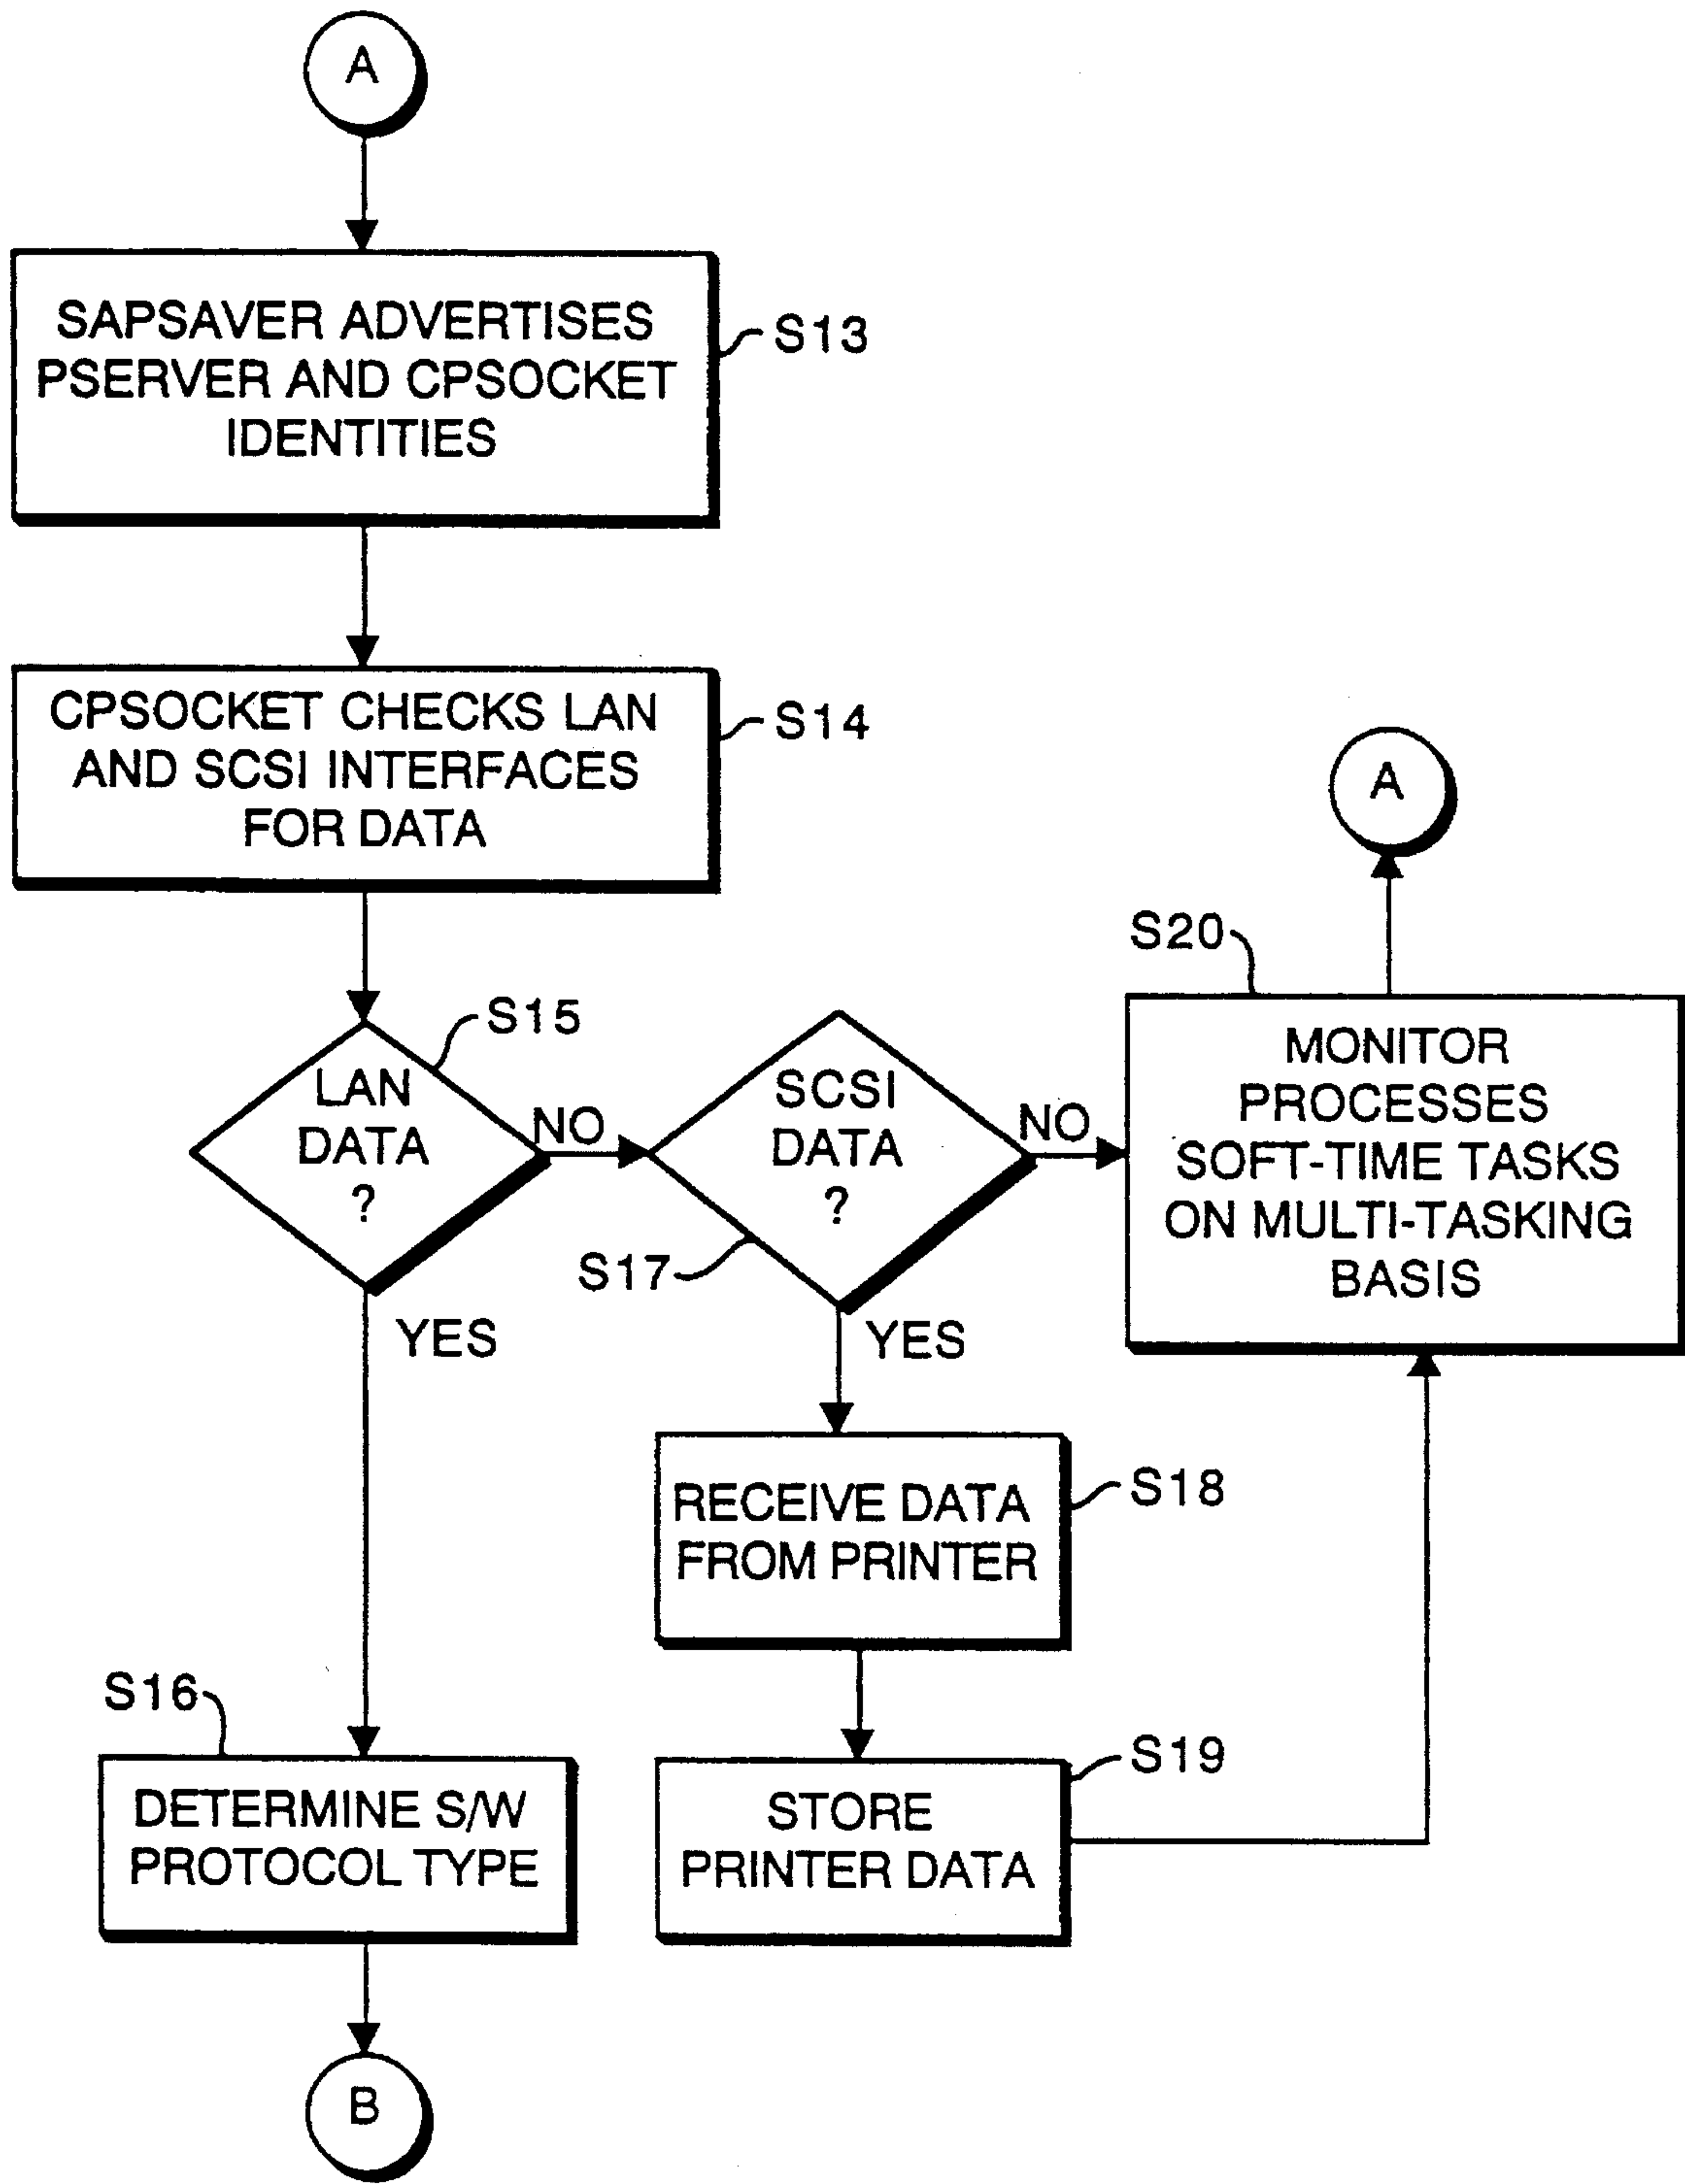 A
SAPSAVER ADVERTISES
PSERVER AND CPSOCKET
IDENTITIES
S13
CPSOCKET CHECKS LAN
AND SCSI INTERFACES
FOR DATA
S14
A
S20
S15
LAN
DATA
?
NO
SCSI
DATA
?
NO
MONITOR
PROCESSES
SOFT-TIME TASKS
ON MULTI-TASKING
BASIS
S17
YES
YES
RECEIVE DATA
FROM PRINTER
S18
S16
DETERMINE S/W
PROTOCOL TYPE
STORE
PRINTER DATA
S19
B